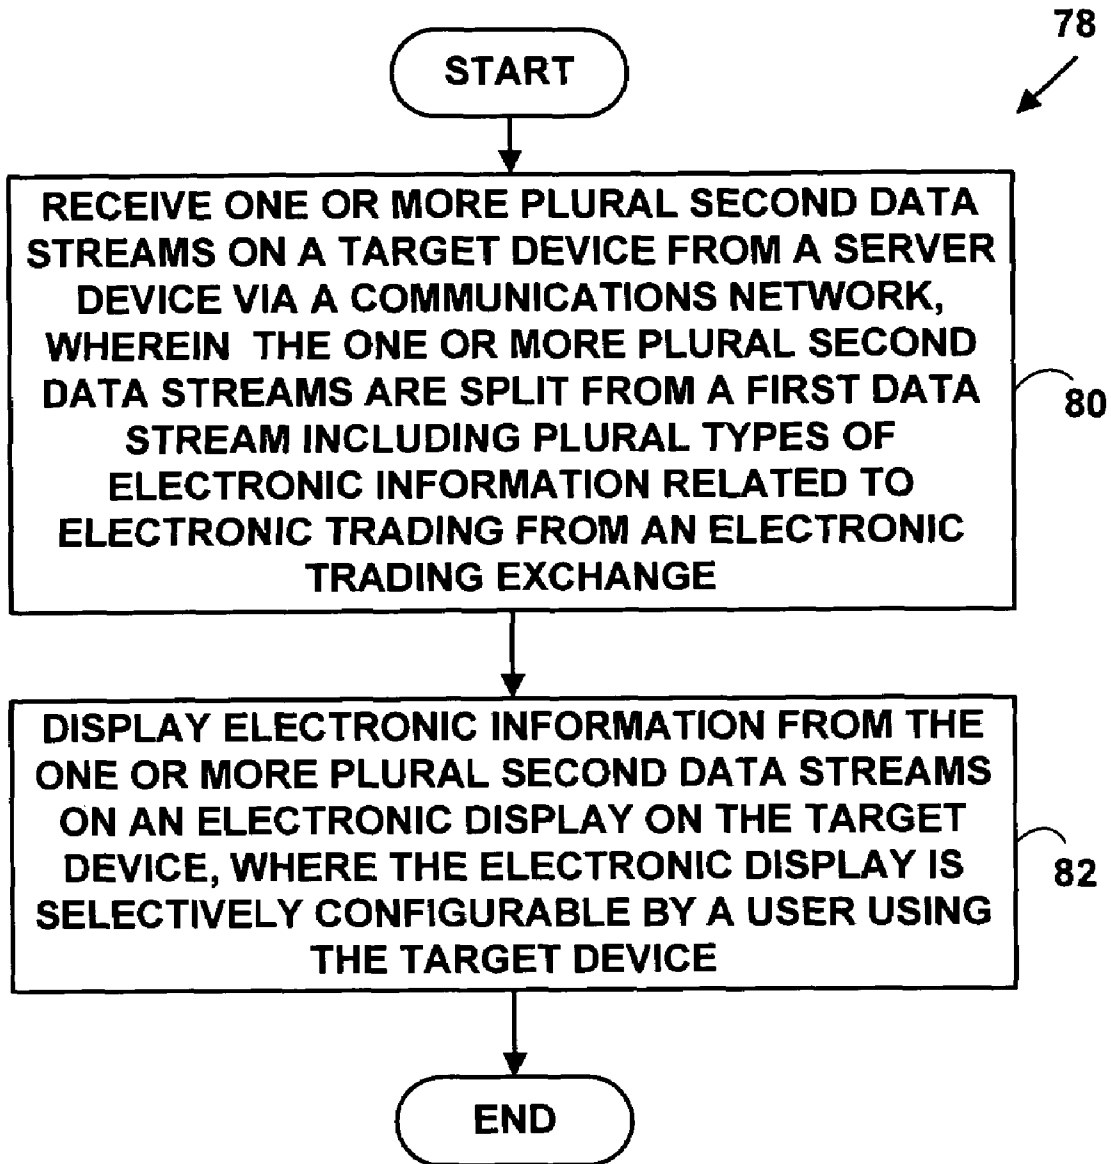 78
START
RECEIVE ONE OR MORE PLURAL SECOND DATA
STREAMS ON A TARGET DEVICE FROM A SERVER
DEVICE VIA A COMMUNICATIONS NETWORK,
WHEREIN THE ONE OR MORE PLURAL SECOND
DATA STREAMS ARE SPLIT FROM A FIRST DATA
STREAM INCLUDING PLURAL TYPES OF
ELECTRONIC INFORMATION RELATED TO
ELECTRONIC TRADING FROM AN ELECTRONIC
TRADING EXCHANGE
80
DISPLAY ELECTRONIC INFORMATION FROM THE
ONE OR MORE PLURAL SECOND DATA STREAMS
ON AN ELECTRONIC DISPLAY ON THE TARGET
DEVICE, WHERE THE ELECTRONIC DISPLAY IS
SELECTIVELY CONFIGURABLE BY A USER USING
THE TARGET DEVICE
82
END